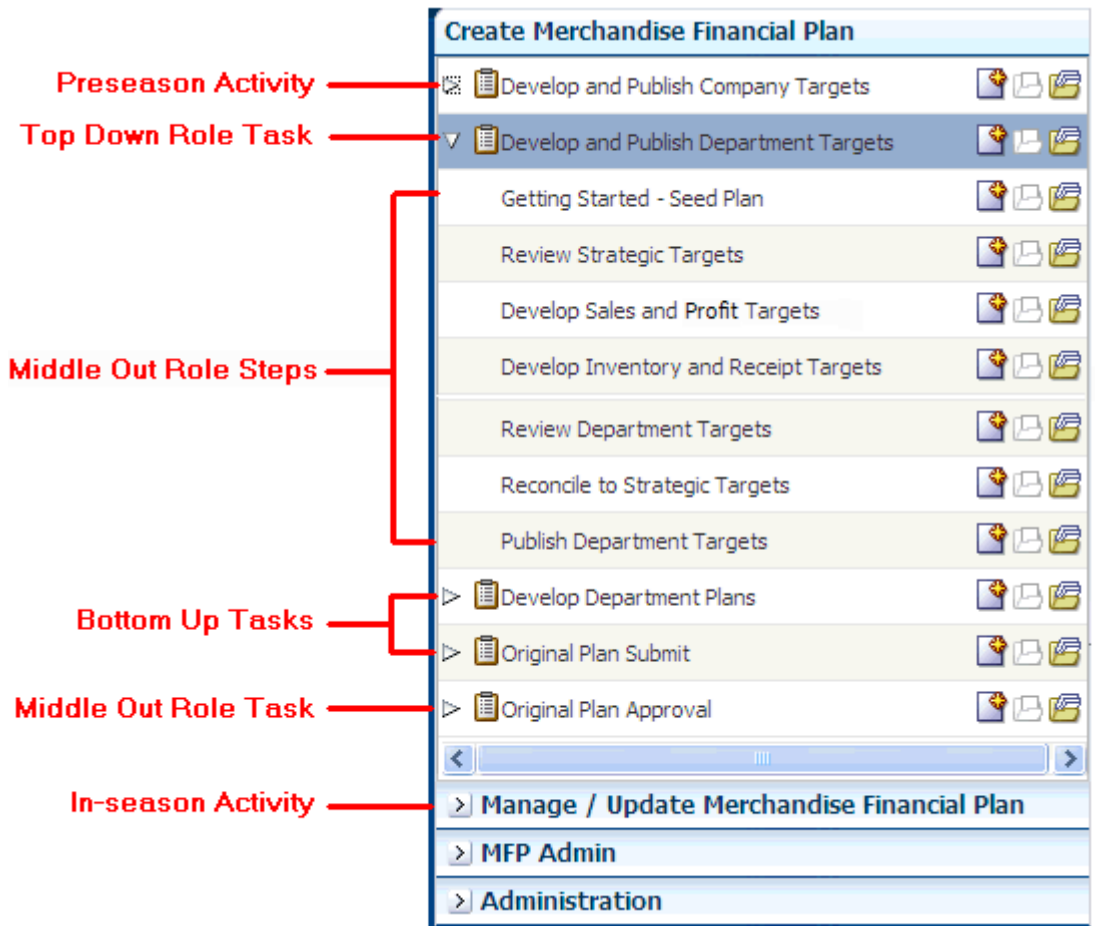 Create Merchandise Financial Plan
Preseason Activity
Develop and Publish Company Targets
Top Down Role Task
Develop and Publish Department Targets
Getting Started - Seed Plan
Review Strategic Targets
Develop Sales and Profit Targets
Middle Out Role Steps
Develop Inventory and Receipt Targets
Review Department Targets
Reconcile to Strategic Targets
Publish Department Targets
Develop Department Plans
Bottom Up Tasks
Original Plan Submit
Middle Out Role Task
Original Plan Approval
In-season Activity
Manage / Update Merchandise Financial Plan
MFP Admin
Administration